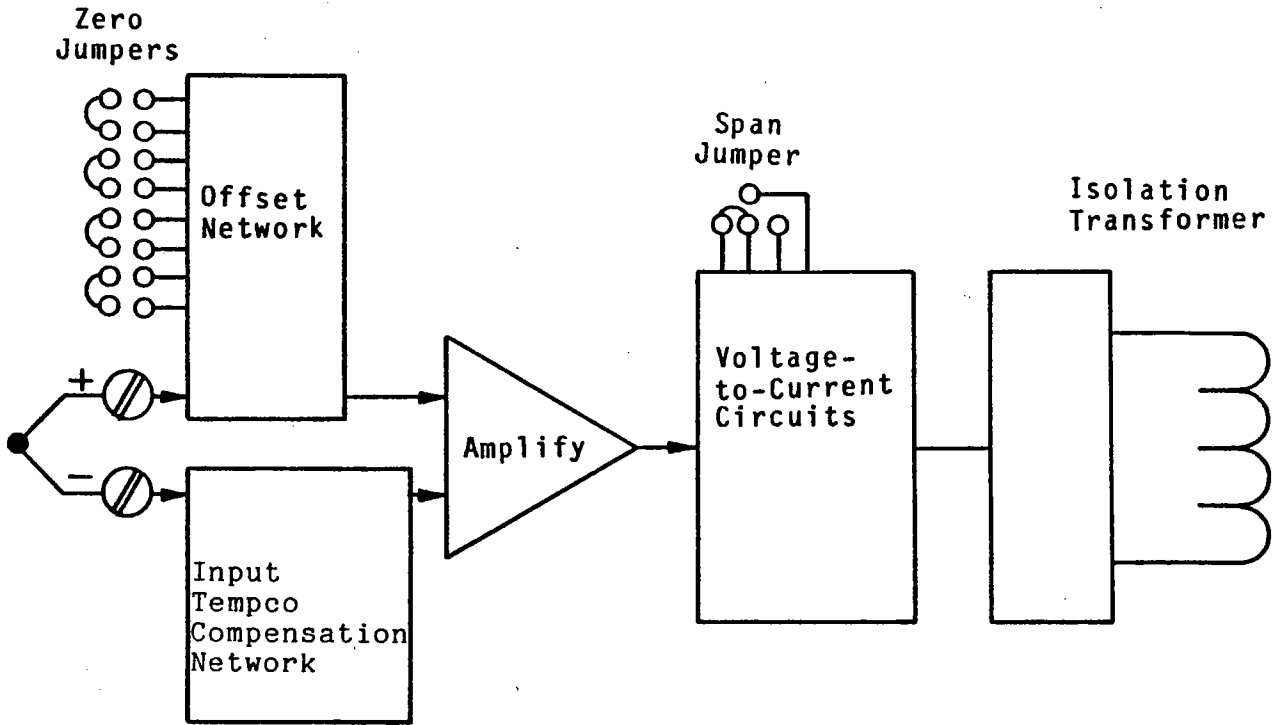 Zero
Jumpers
Offset
Network
+
−
Input
Tempco
Compensation
Network
Amplify
Span
Jumper
Voltage-
to-Current
Circuits
Isolation
Transformer